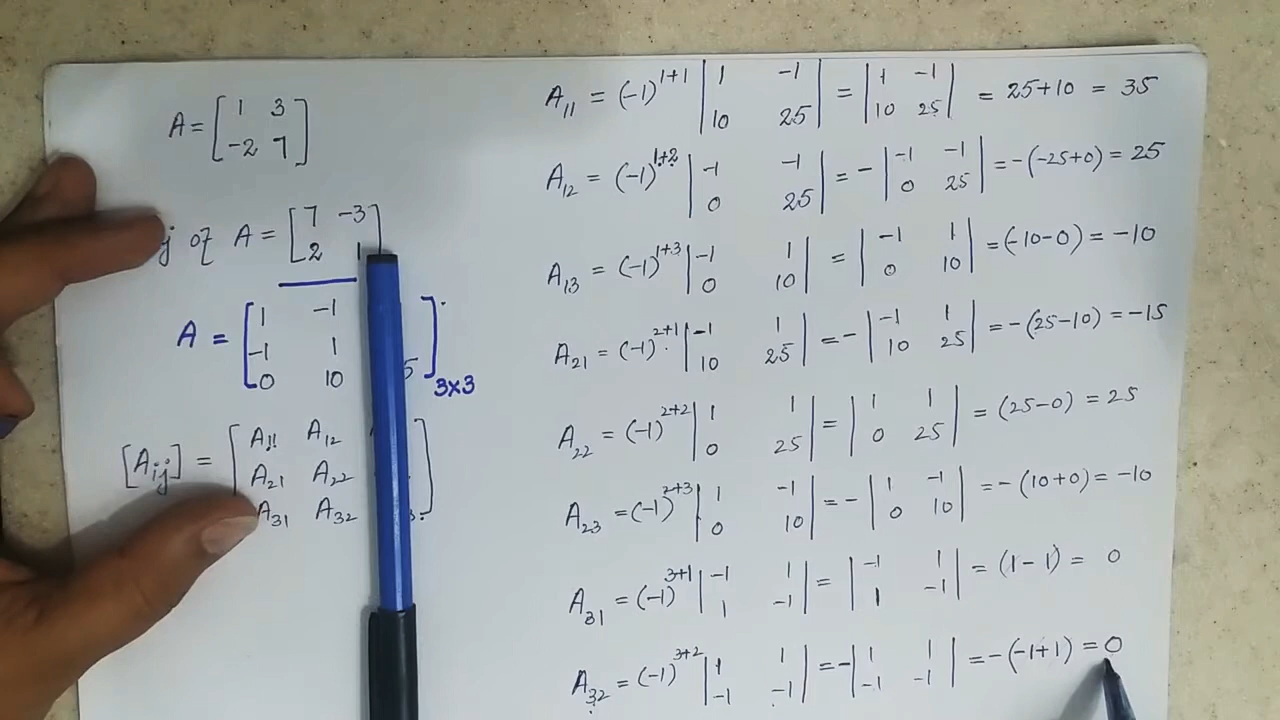 A = [ 1 3
-2 7 ]
j of A = [ 7 -3
2 1 ]
A = [ 1 -1
-1 1
0 10 5 ] 3×3
[Aij] = [ A11 A12
A21 A22
A31 A32 3. ]
A11 = (-1)^1+1 | 1 -1 | = | 1 -1 | = 25+10 = 35
10 25 10 25
A12 = (-1)^1+2 | -1 -1 | = - | -1 -1 | = -(-25+0) = 25
0 25 0 25
A13 = (-1)^1+3 | -1 1 | = | -1 1 | = (-10-0) = -10
0 10 0 10
A21 = (-1)^2+1 | -1 1 | = - | -1 1 | = -(25-10) = -15
10 25 10 25
A22 = (-1)^2+2 | 1 1 | = | 1 1 | = (25-0) = 25
0 25 0 25
A23 = (-1)^2+3 | 1 -1 | = - | 1 -1 | = -(10+0) = -10
0 10 0 10
A31 = (-1)^3+1 | -1 1 | = | -1 1 | = (1-1) = 0
1 -1 1 -1
A32 = (-1)^3+2 | 1 1 | = - | 1 1 | = -(-1+1) = 0
-1 -1 -1 -1